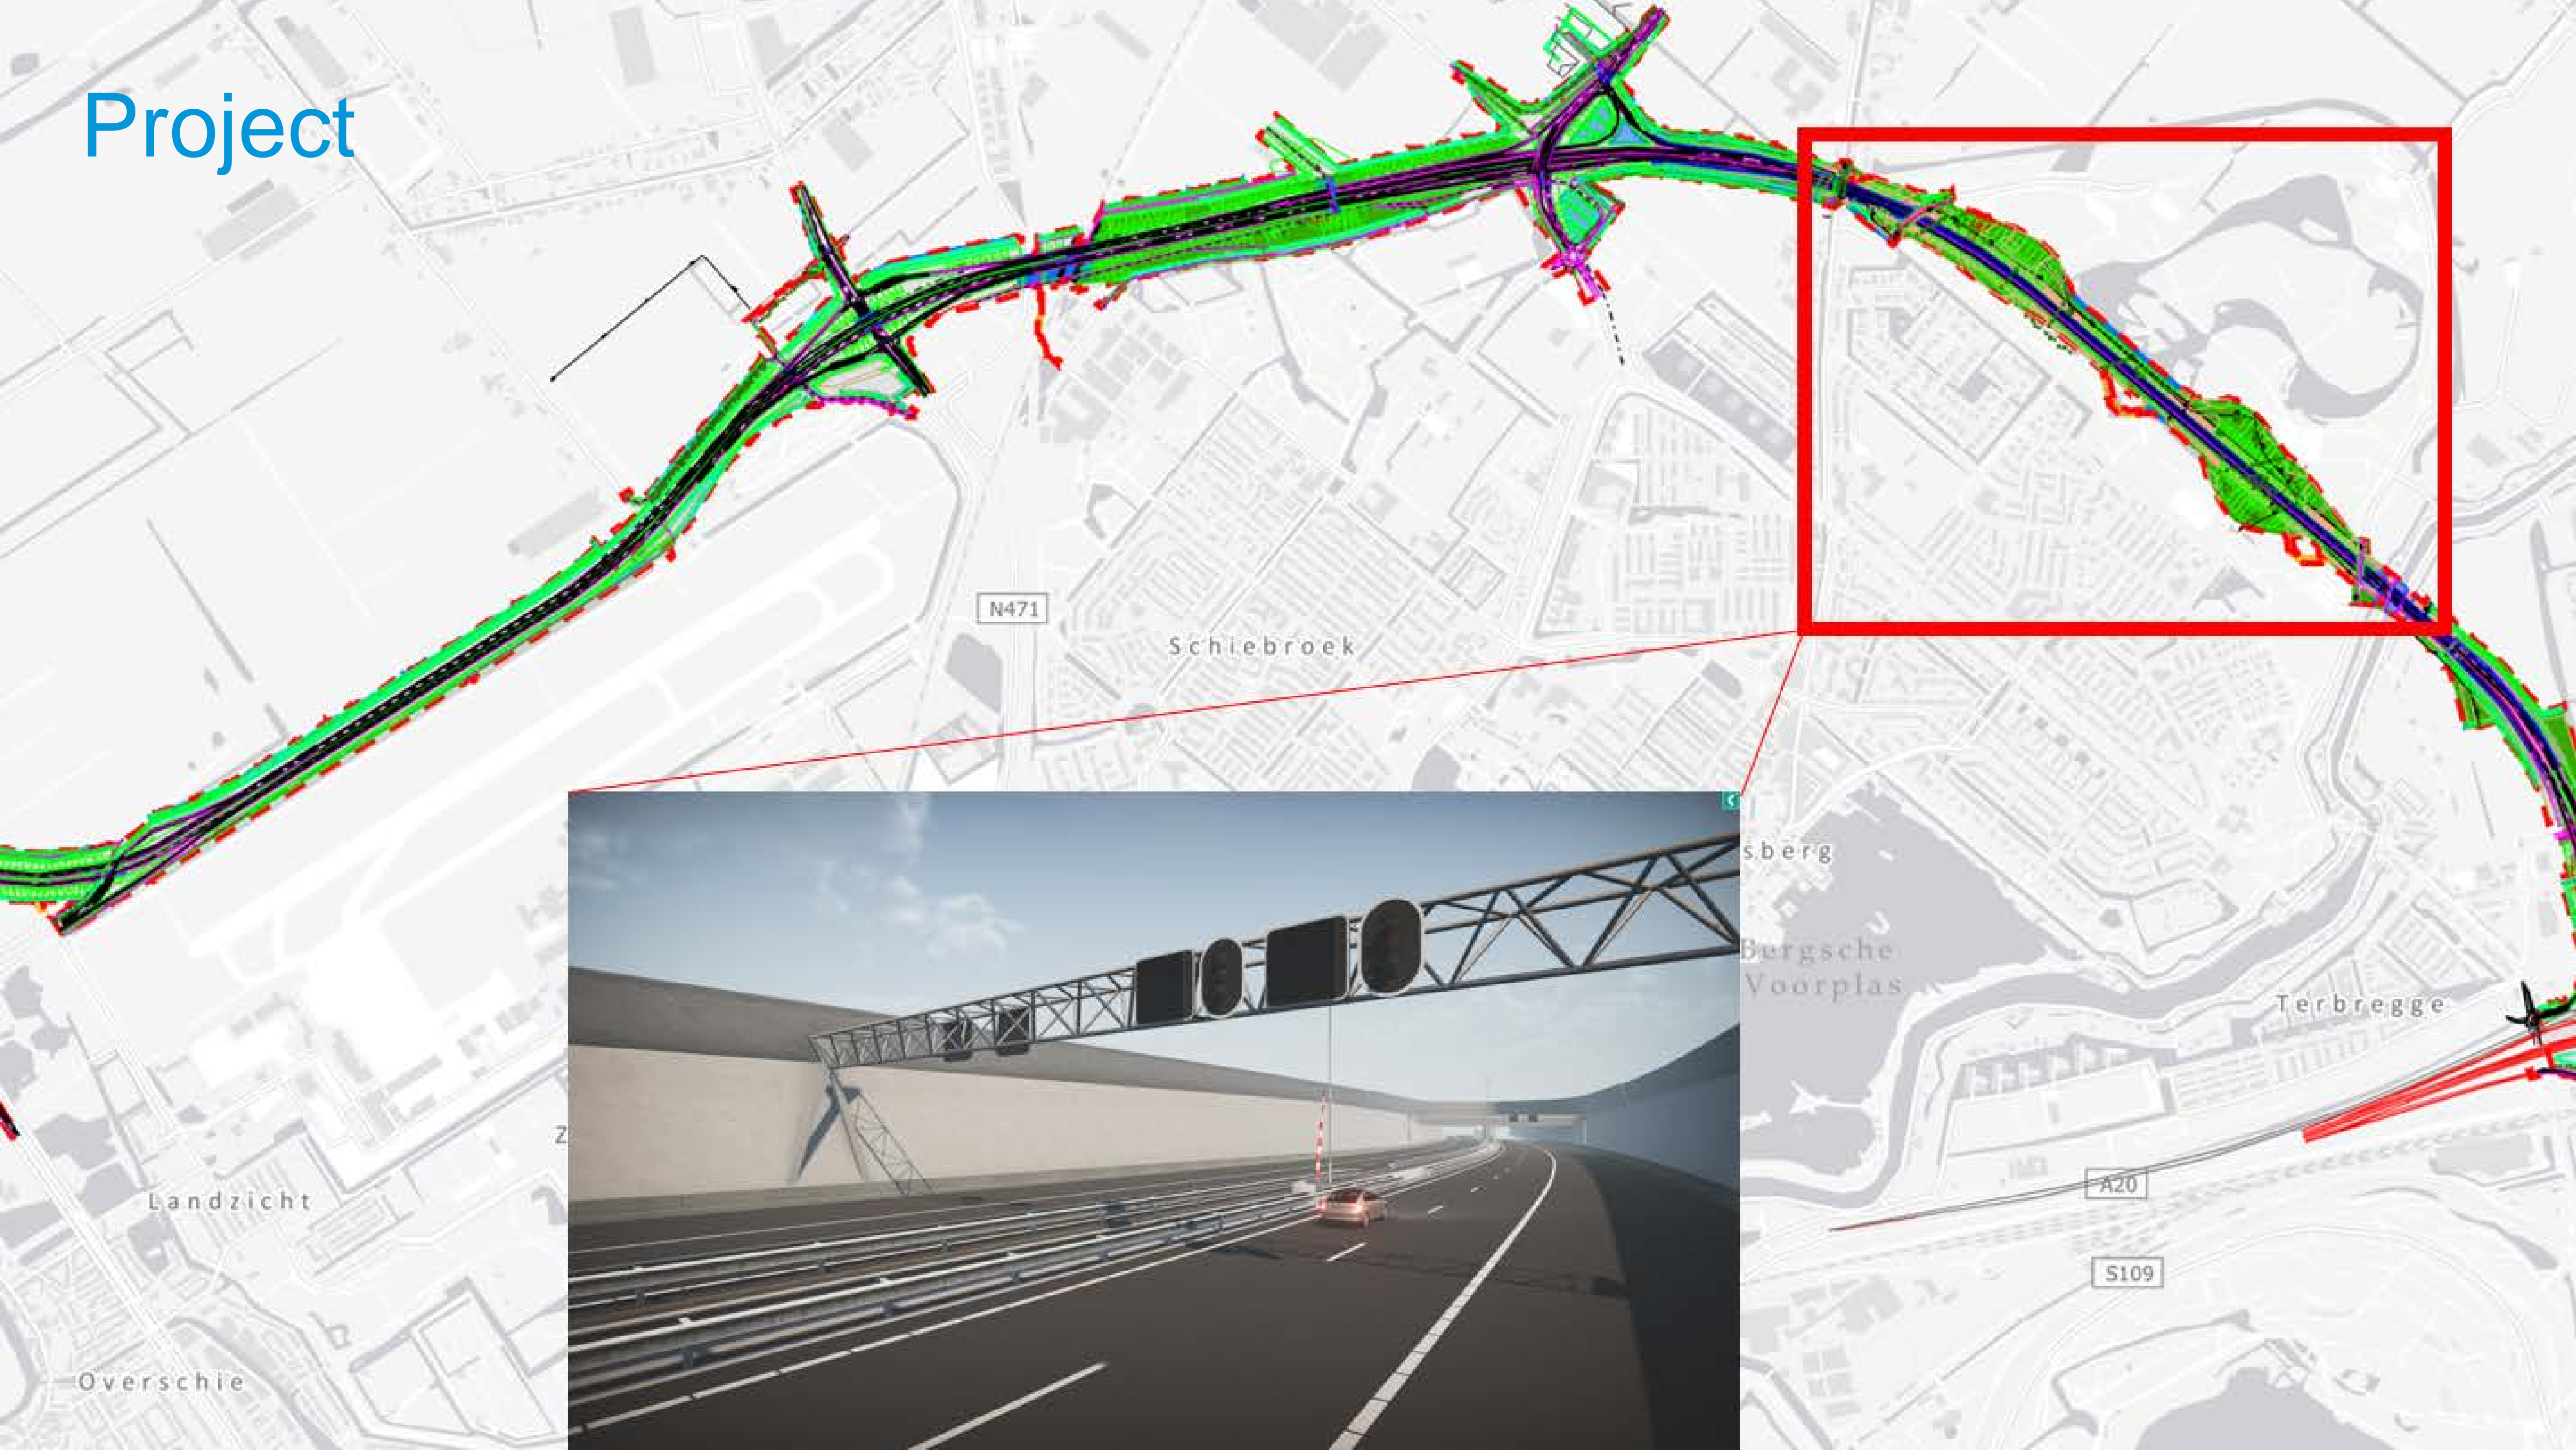 Project
N471
Schiebroek
sberg
Bergsche
Voorplas
Terbregge
Z
Landzicht
A20
S109
Overschie